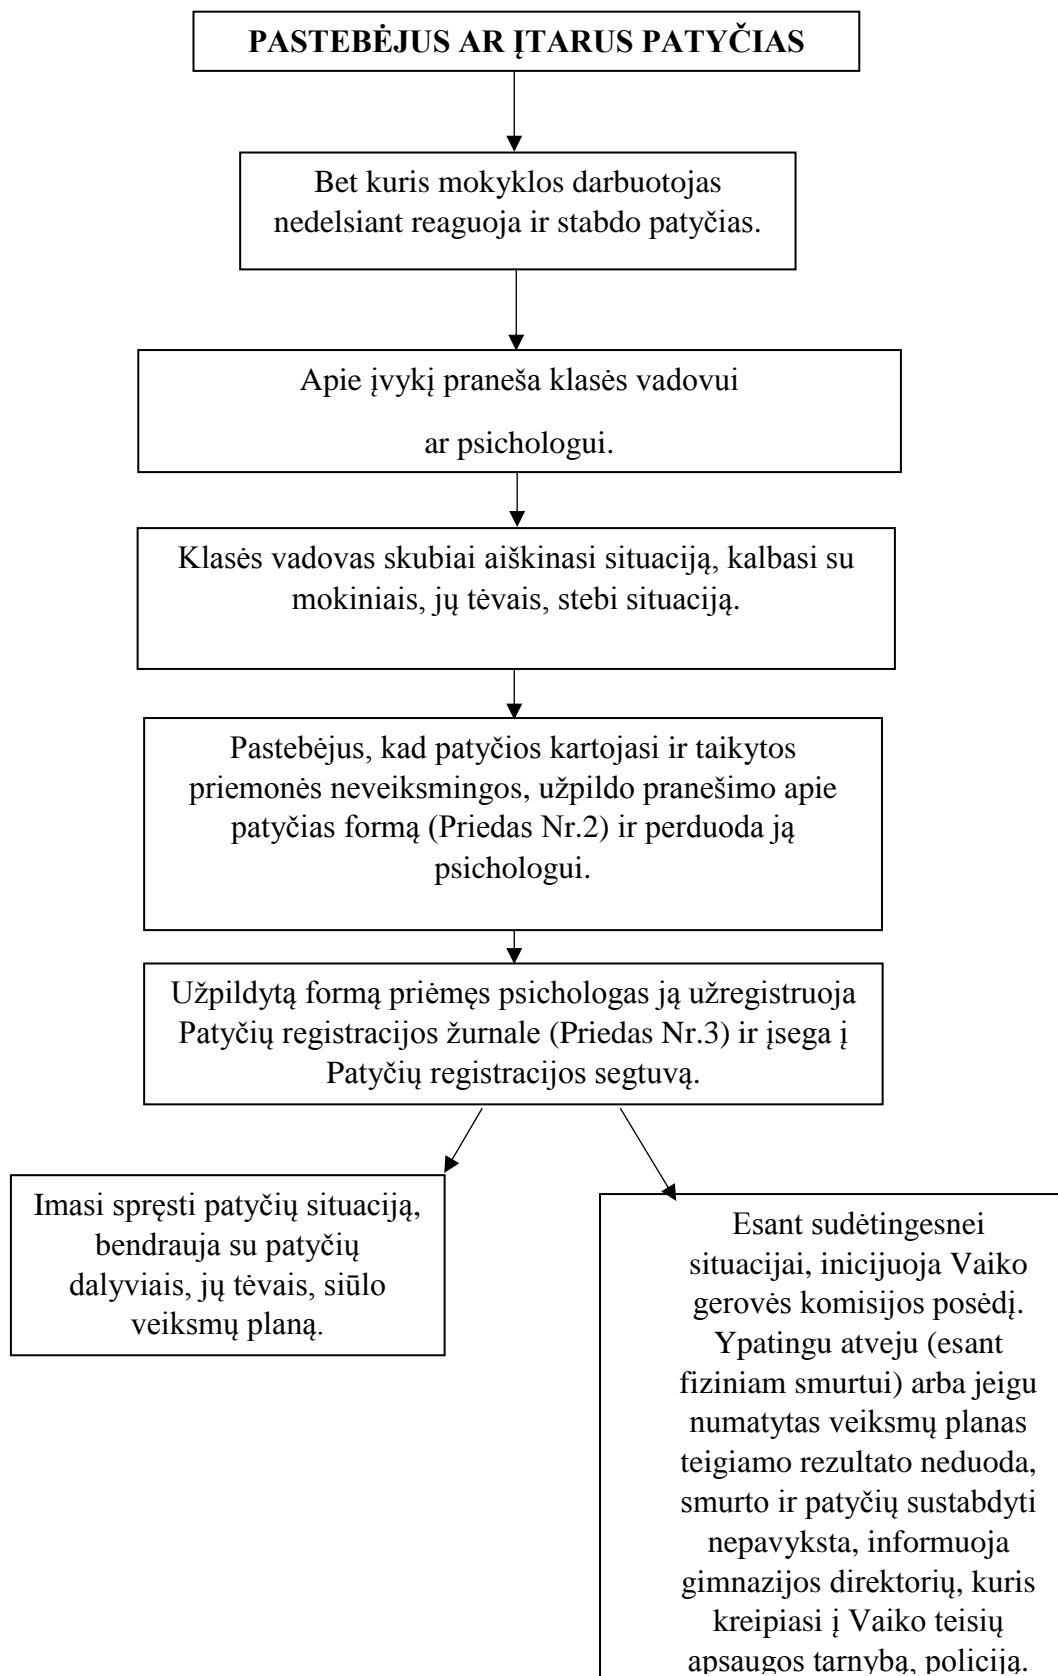 PASTEBĖJUS AR ĮTARUS PATYČIAS
Bet kuris mokyklos darbuotojas
nedelsiant reaguoja ir stabdo patyčias.
Apie įvykį praneša klasės vadovui
ar psichologui.
Klasės vadovas skubiai aiškinasi situaciją, kalbasi su
mokiniais, jų tėvais, stebi situaciją.
Pastebėjus, kad patyčios kartojasi ir taikytos
priemonės neveiksmingos, užpildo pranešimo apie
patyčias formą (Priedas Nr.2) ir perduoda ją
psichologui.
Užpildytą formą priėmęs psichologas ją užregistruoja
Patyčių registracijos žurnale (Priedas Nr.3) ir įsega į
Patyčių registracijos segtuvą.
Imasi spręsti patyčių situaciją,
bendrauja su patyčių
dalyviais, jų tėvais, siūlo
veiksmų planą.
Esant sudėtingesnei
situacijai, inicijuoja Vaiko
gerovės komisijos posėdį.
Ypatingu atveju (esant
fiziniam smurtui) arba jeigu
numatytas veiksmų planas
teigiamo rezultato neduoda,
smurto ir patyčių sustabdyti
nepavyksta, informuoja
gimnazijos direktorių, kuris
kreipiasi į Vaiko teisių
apsaugos tarnybą, policiją.